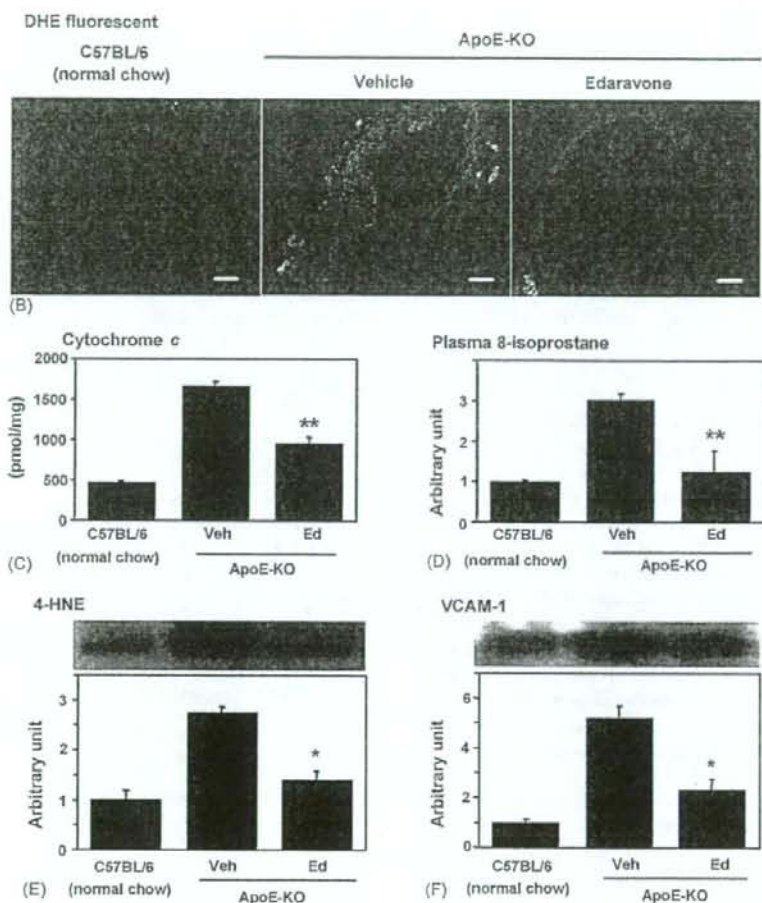 DHE fluorescent
C57BL/6
(normal chow)
ApoE-KO
Vehicle
Edaravone
(B)
Cytochrome c
2000
1500
1000
500
0
(pmol/mg)
**
C57BL/6
(normal chow)
Veh
Ed
ApoE-KO
(C)
Plasma 8-isoprostane
3
2
1
0
Arbitrary unit
**
C57BL/6
(normal chow)
Veh
Ed
ApoE-KO
(D)
4-HNE
3
2
1
0
Arbitrary unit
*
C57BL/6
(normal chow)
Veh
Ed
ApoE-KO
(E)
VCAM-1
6
4
2
0
Arbitrary unit
*
C57BL/6
(normal chow)
Veh
Ed
ApoE-KO
(F)